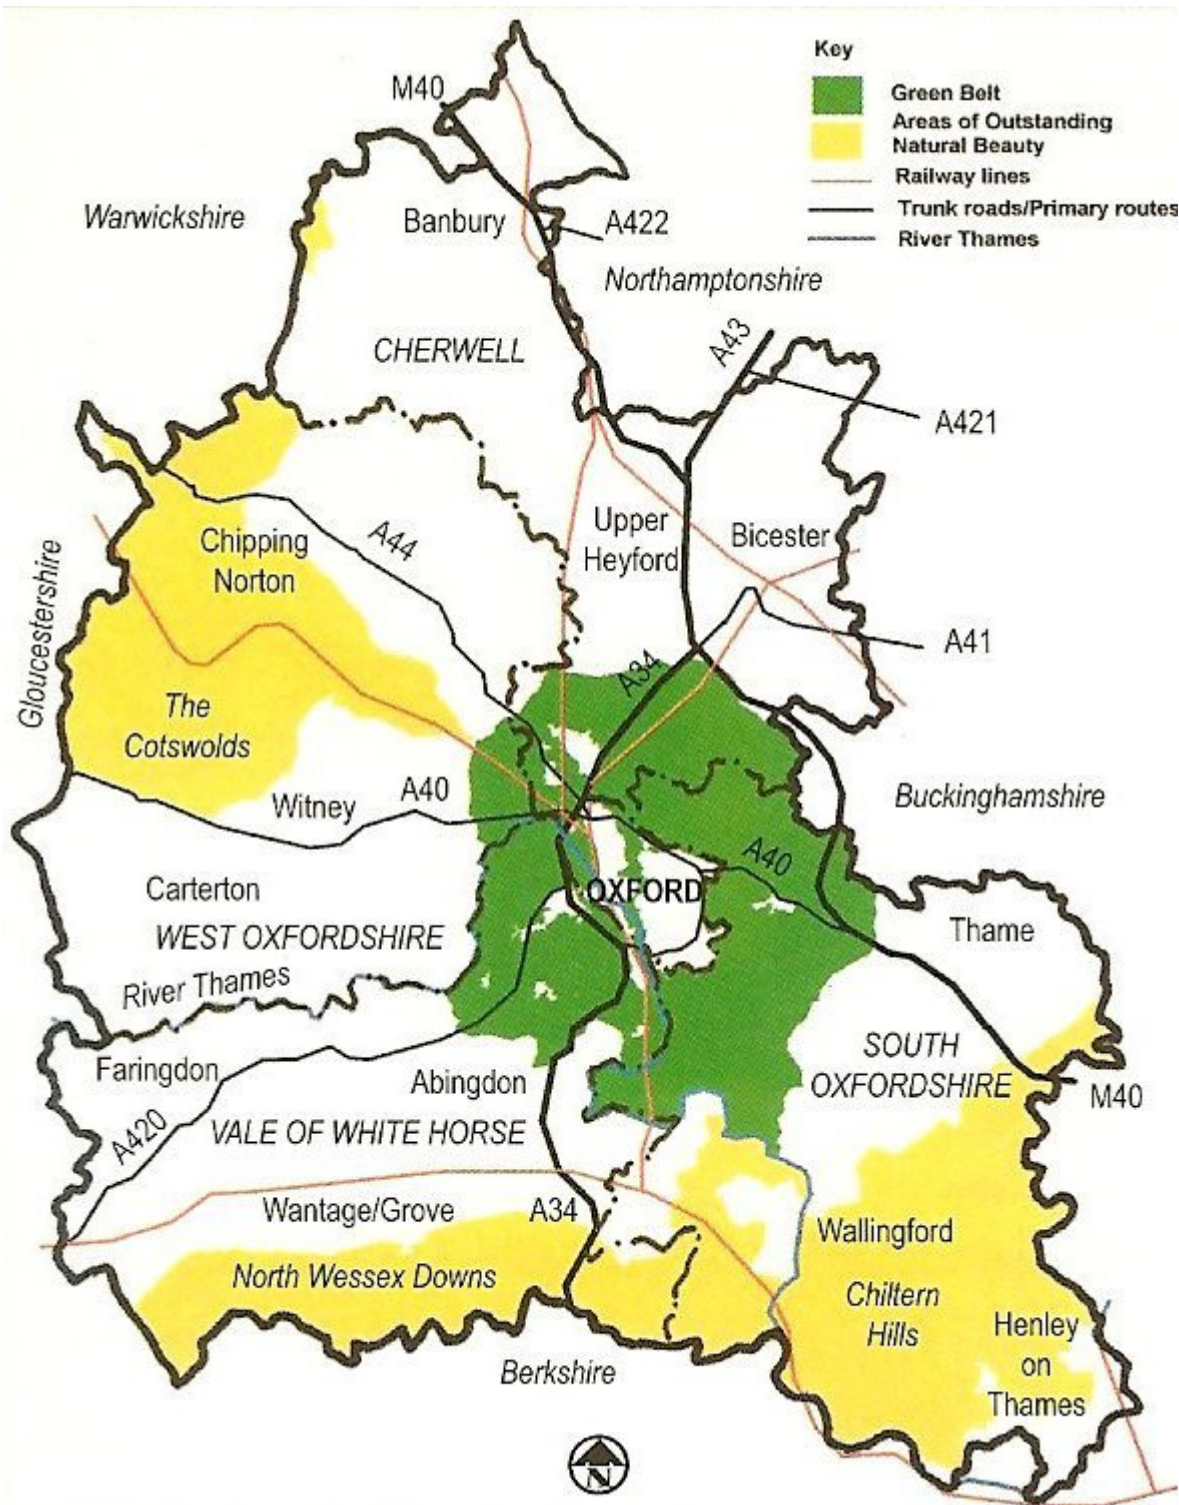 Key
Green Belt
Areas of Outstanding
Natural Beauty
Railway lines
Trunk roads/Primary routes
River Thames
M40
Warwickshire
Banbury
A422
Northamptonshire
CHERWELL
A43
A421
Chipping
Norton
A44
Upper
Heyford
Bicester
Gloucestershire
A34
A41
The
Cotswolds
Witney
A40
Buckinghamshire
A40
Carterton
OXFORD
WEST OXFORDSHIRE
Thame
River Thames
Faringdon
Abingdon
SOUTH
OXFORDSHIRE
M40
A420
VALE OF WHITE HORSE
Wantage/Grove
A34
Wallingford
North Wessex Downs
Chiltern
Hills
Henley
on
Thames
Berkshire
N